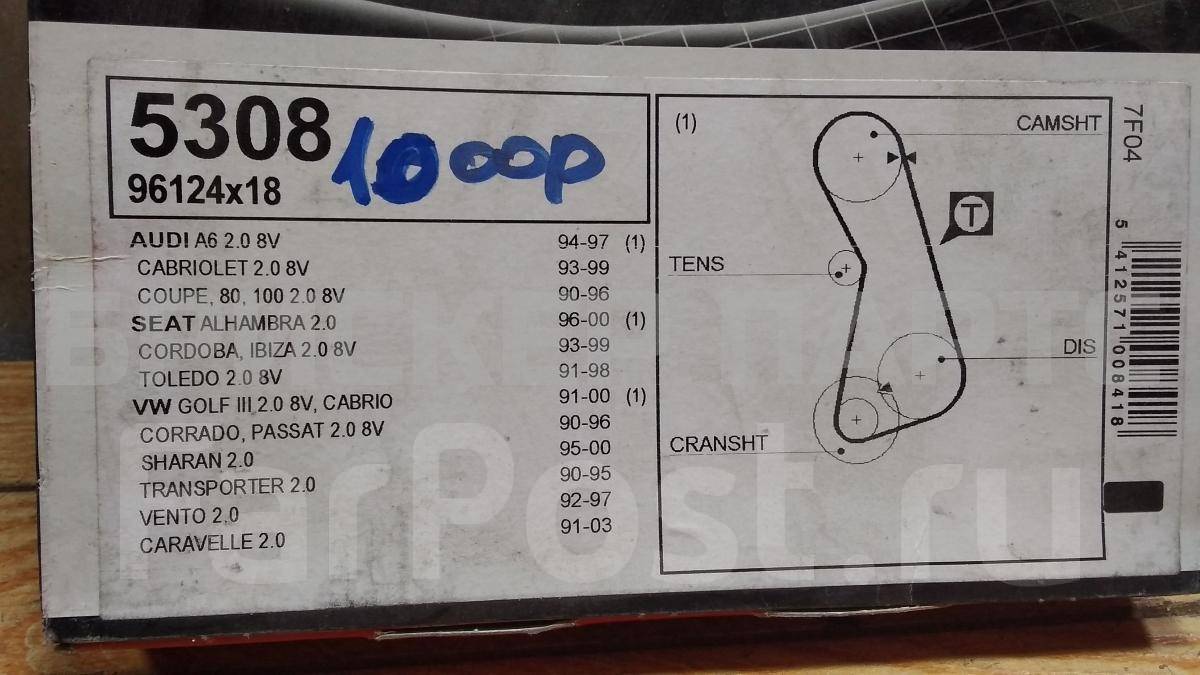 5308
1000р
96124x18
AUDI A6 2.0 8V 94-97 (1)
CABRIOLET 2.0 8V 93-99
COUPE, 80, 100 2.0 8V 90-96
SEAT ALHAMBRA 2.0 96-00 (1)
CORDOBA, IBIZA 2.0 8V 93-99
TOLEDO 2.0 8V 91-98
VW GOLF III 2.0 8V, CABRIO 91-00 (1)
CORRADO, PASSAT 2.0 8V 90-96
SHARAN 2.0 95-00
TRANSPORTER 2.0 90-95
VENTO 2,0 92-97
CARAVELLE 2.0 91-03
(1)
CAMSHT
T
TENS
DIS
CRANSHT
7F04
5 412571 008418
FarPost.ru